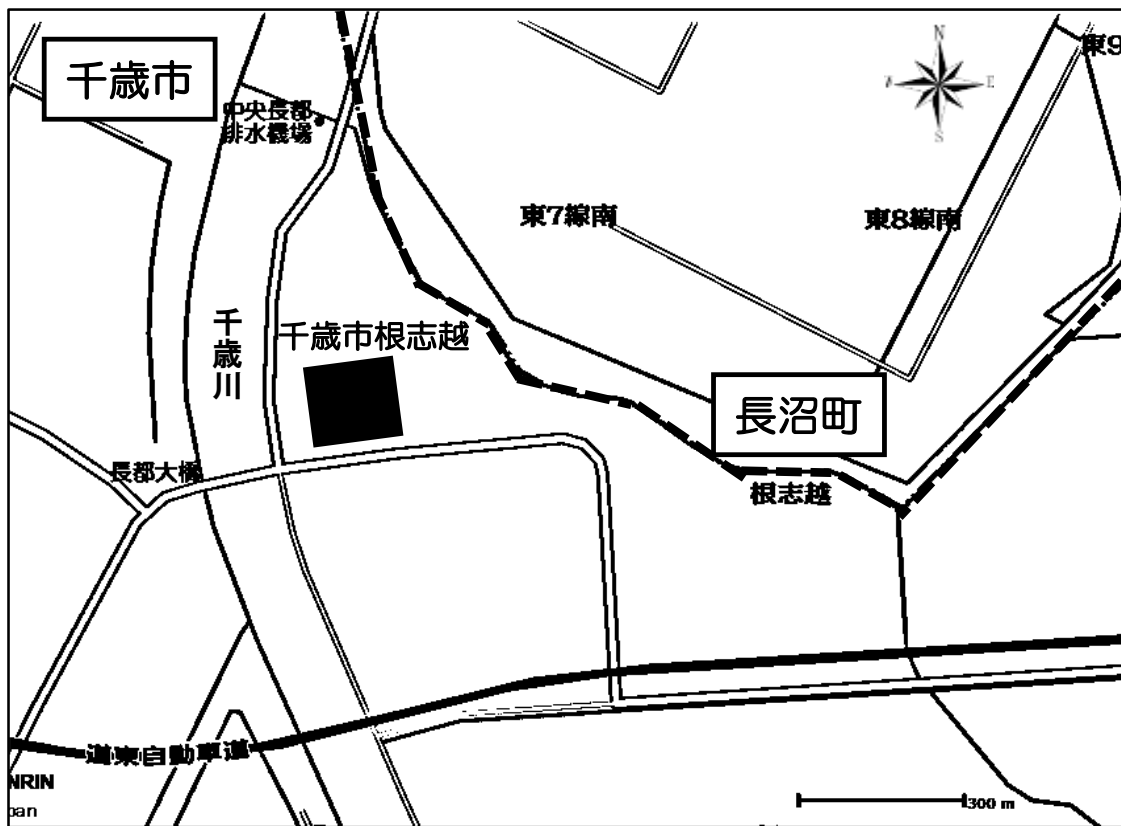 千歳市
東9
N
W
E
S
中央長都
排水機場
東7線南
東8線南
千歳川
千歳市根志越
長沼町
長都大橋
根志越
道東自動車道
NRIN
pan
300 m